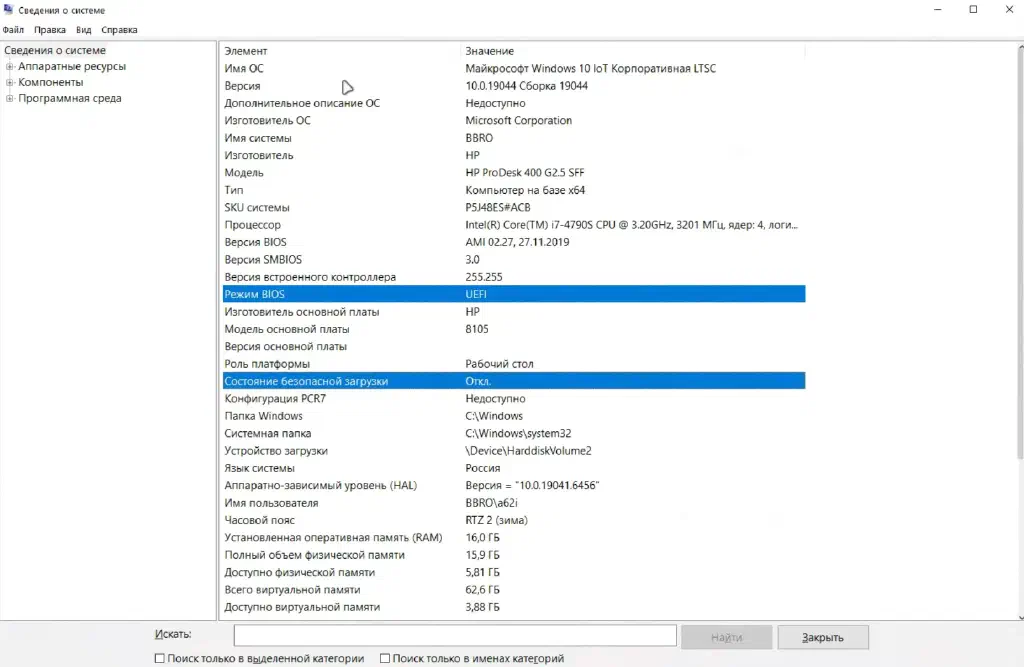 Сведения о системе
Файл Правка Вид Справка
Сведения о системе
Аппаратные ресурсы
Компоненты
Программная среда
Элемент Значение
Имя ОС Майкрософт Windows 10 IoT Корпоративная LTSC
Версия 10.0.19044 Сборка 19044
Дополнительное описание ОС Недоступно
Изготовитель ОС Microsoft Corporation
Имя системы BBRO
Изготовитель HP
Модель HP ProDesk 400 G2.5 SFF
Тип Компьютер на базе x64
SKU системы P5J48ES#ACB
Процессор Intel(R) Core(TM) i7-4790S CPU @ 3.20GHz, 3201 МГц, ядер: 4, логи...
Версия BIOS AMI 02.27, 27.11.2019
Версия SMBIOS 3.0
Версия встроенного контроллера 255.255
Режим BIOS UEFI
Изготовитель основной платы HP
Модель основной платы 8105
Версия основной платы
Роль платформы Рабочий стол
Состояние безопасной загрузки Откл.
Конфигурация PCR7 Недоступно
Папка Windows C:\Windows
Системная папка C:\Windows\system32
Устройство загрузки \Device\HarddiskVolume2
Язык системы Россия
Аппаратно-зависимый уровень (HAL) Версия = "10.0.19041.6456"
Имя пользователя BBRO\a62i
Часовой пояс RTZ 2 (зима)
Установленная оперативная память (RAM) 16,0 ГБ
Полный объем физической памяти 15,9 ГБ
Доступно физической памяти 5,81 ГБ
Всего виртуальной памяти 62,6 ГБ
Доступно виртуальной памяти 3,88 ГБ
Искать: Найти Закрыть
Поиск только в выделенной категории Поиск только в именах категорий